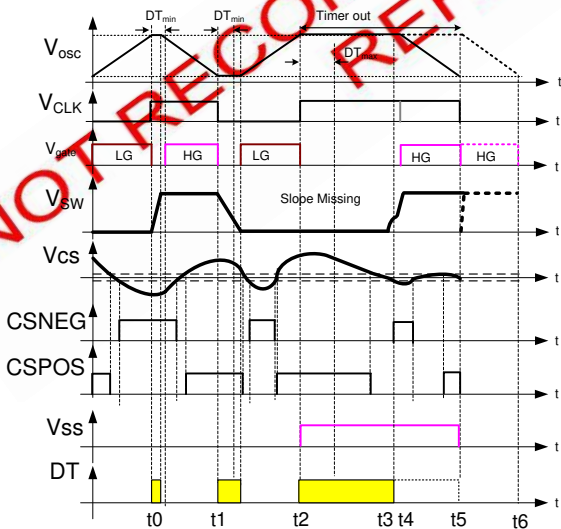 DTmin
DTmin
Timer out
Vosc
DTmax
t
VCLK
t
Vgate
LG
HG
LG
HG
HG
t
VSW
Slope Missing
t
Vcs
t
CSNEG
t
CSPOS
t
Vss
t
DT
t
t0
t1
t2
t3
t4
t5
t6
NOT RECO
RE